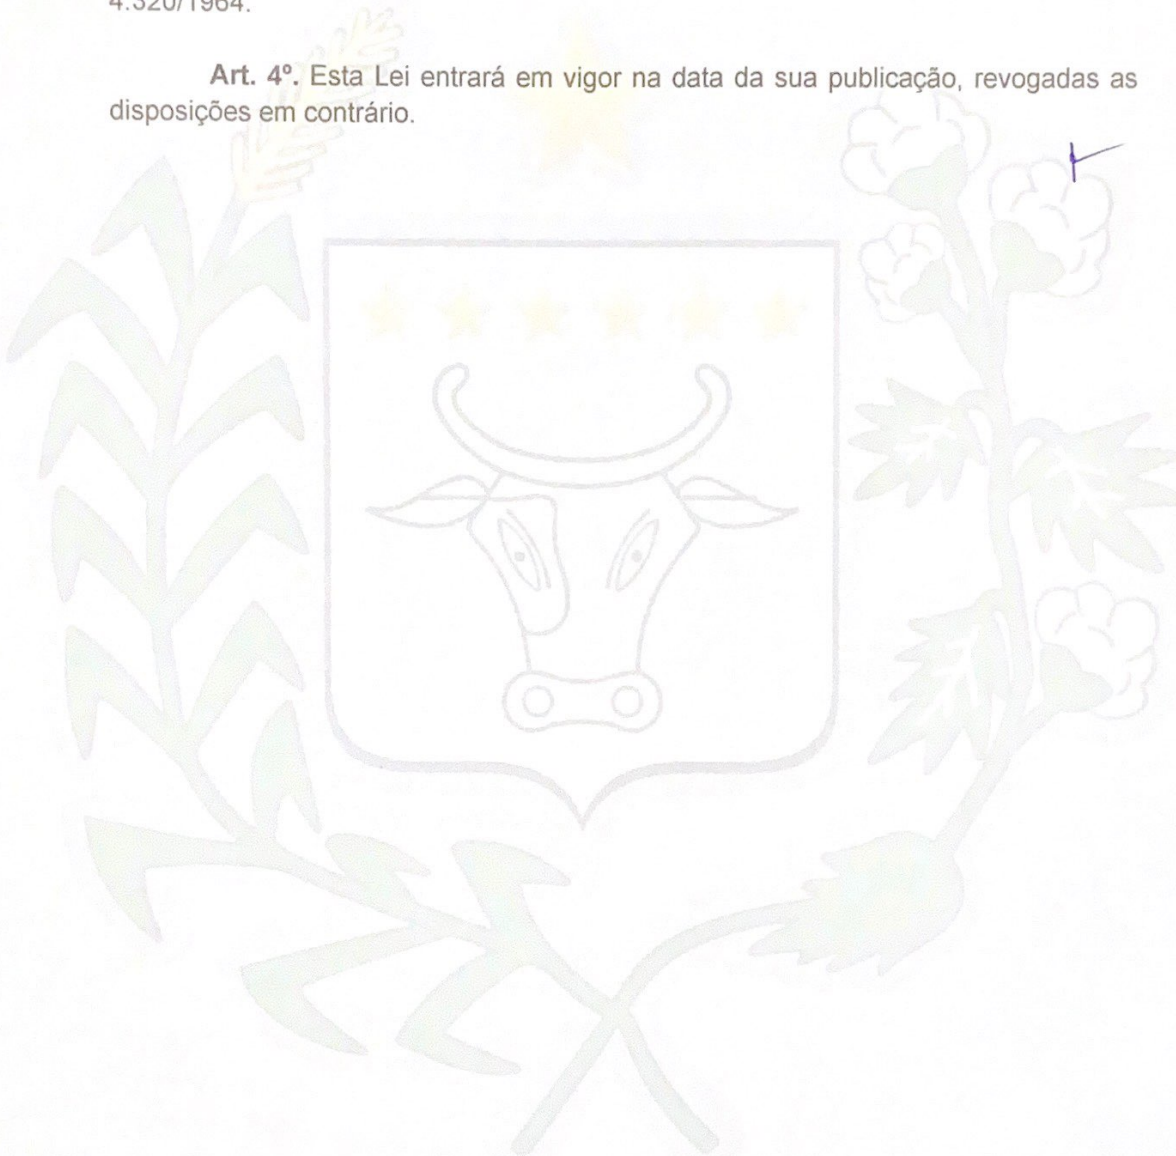 4.320/1964.
Art. 4º. Esta Lei entrará em vigor na data da sua publicação, revogadas as
disposições em contrário.